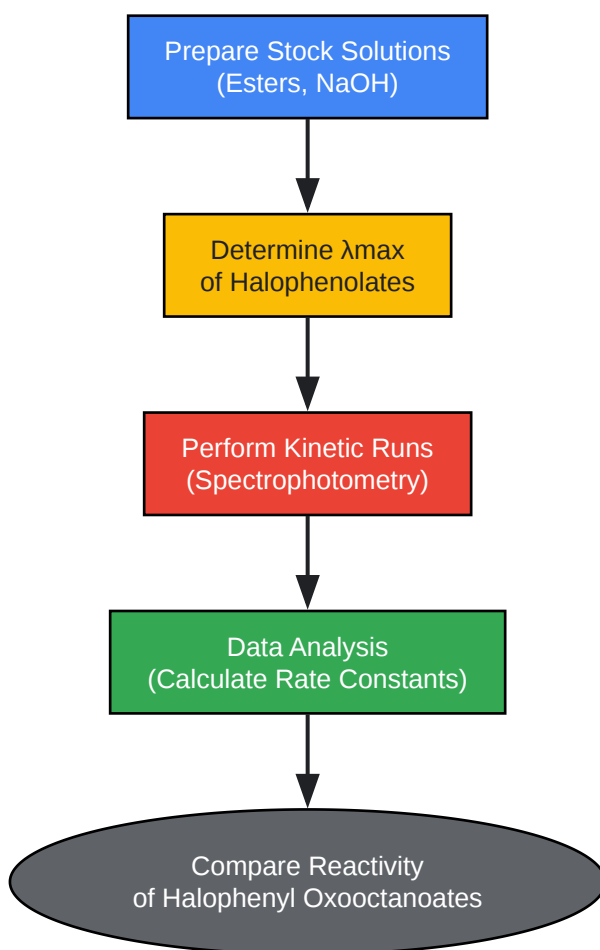 Prepare Stock Solutions
(Esters, NaOH)
Determine λmax
of Halophenolates
Perform Kinetic Runs
(Spectrophotometry)
Data Analysis
(Calculate Rate Constants)
Compare Reactivity
of Halophenyl Oxooctanoates